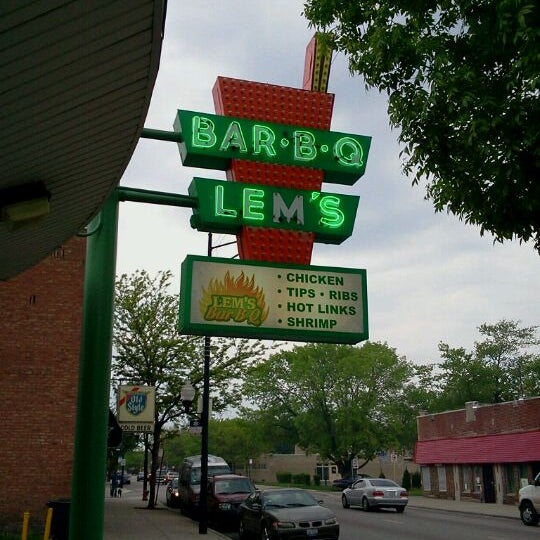 BAR·B·Q
LEM'S
LEM'S
Bar-B-Q
· CHICKEN
· TIPS · RIBS
· HOT LINKS
· SHRIMP
Old
Style
COLD BEER